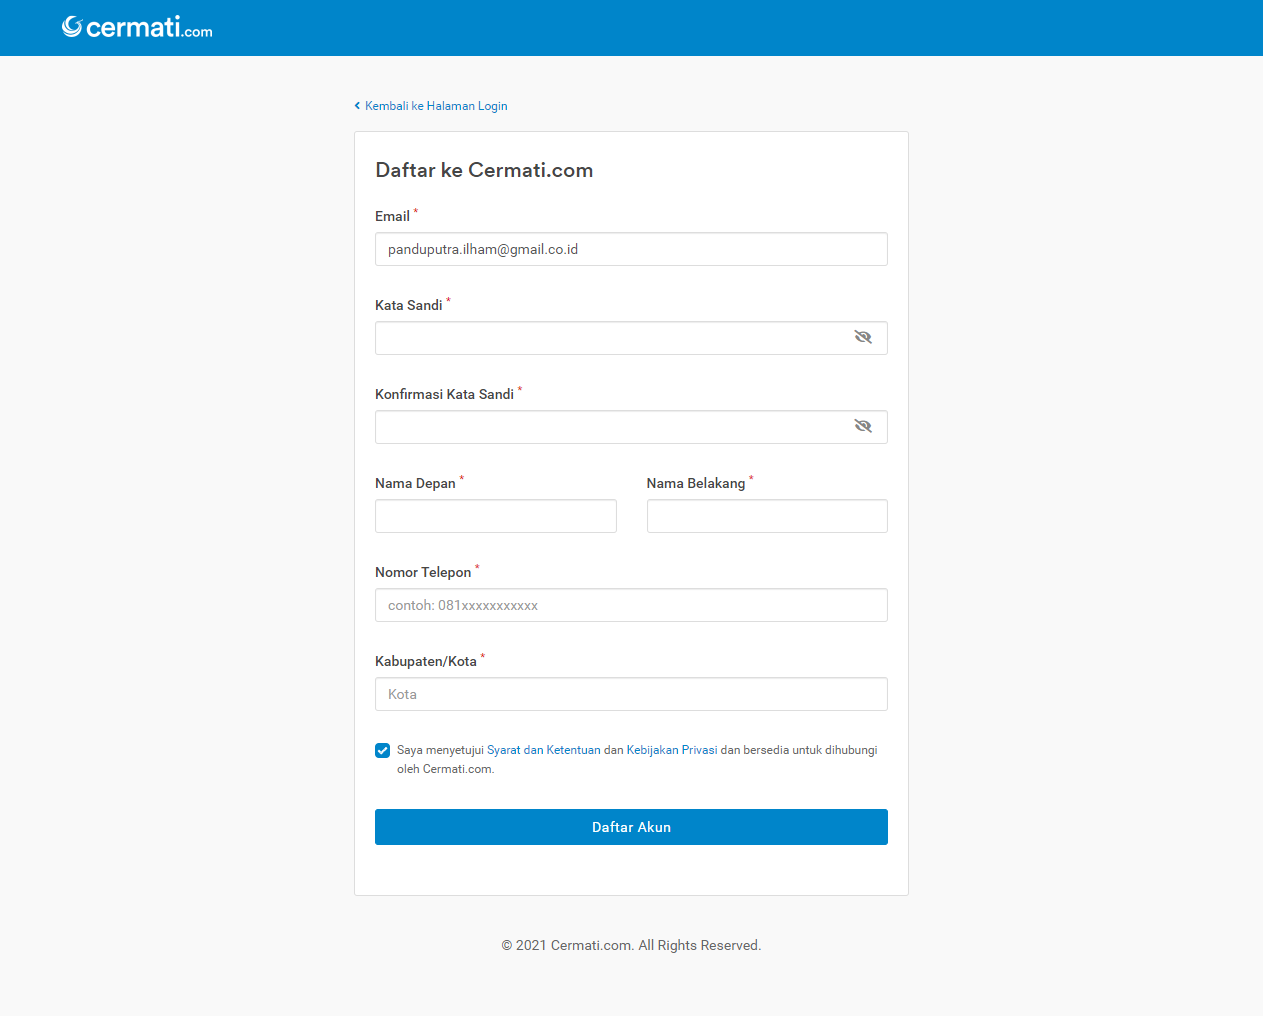 cermati.com
Kembali ke Halaman Login
Daftar ke Cermati.com
Email *
panduputra.ilham@gmail.co.id
Kata Sandi *
Konfirmasi Kata Sandi *
Nama Depan *
Nama Belakang *
Nomor Telepon *
contoh: 081xxxxxxxxxxx
Kabupaten/Kota *
Kota
Saya menyetujui Syarat dan Ketentuan dan Kebijakan Privasi dan bersedia untuk dihubungi
oleh Cermati.com.
Daftar Akun
© 2021 Cermati.com. All Rights Reserved.